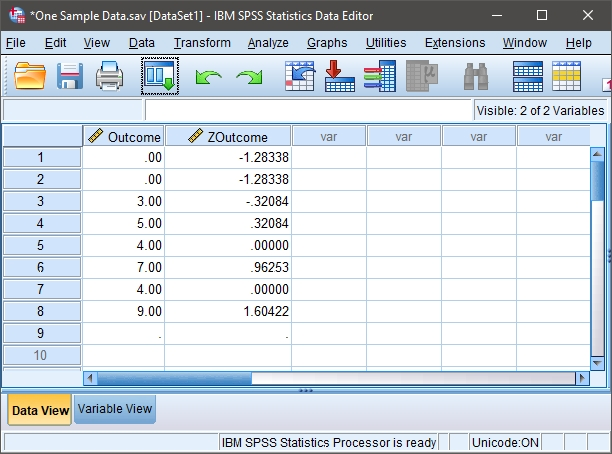 *One Sample Data.sav [DataSet1] - IBM SPSS Statistics Data Editor
File Edit View Data Transform Analyze Graphs Utilities Extensions Window Help
Visible: 2 of 2 Variables
Outcome ZOutcome var var var var
1 .00 -1.28338
2 .00 -1.28338
3 3.00 -.32084
4 5.00 .32084
5 4.00 .00000
6 7.00 .96253
7 4.00 .00000
8 9.00 1.60422
9 . .
10
Data View Variable View
IBM SPSS Statistics Processor is ready Unicode:ON